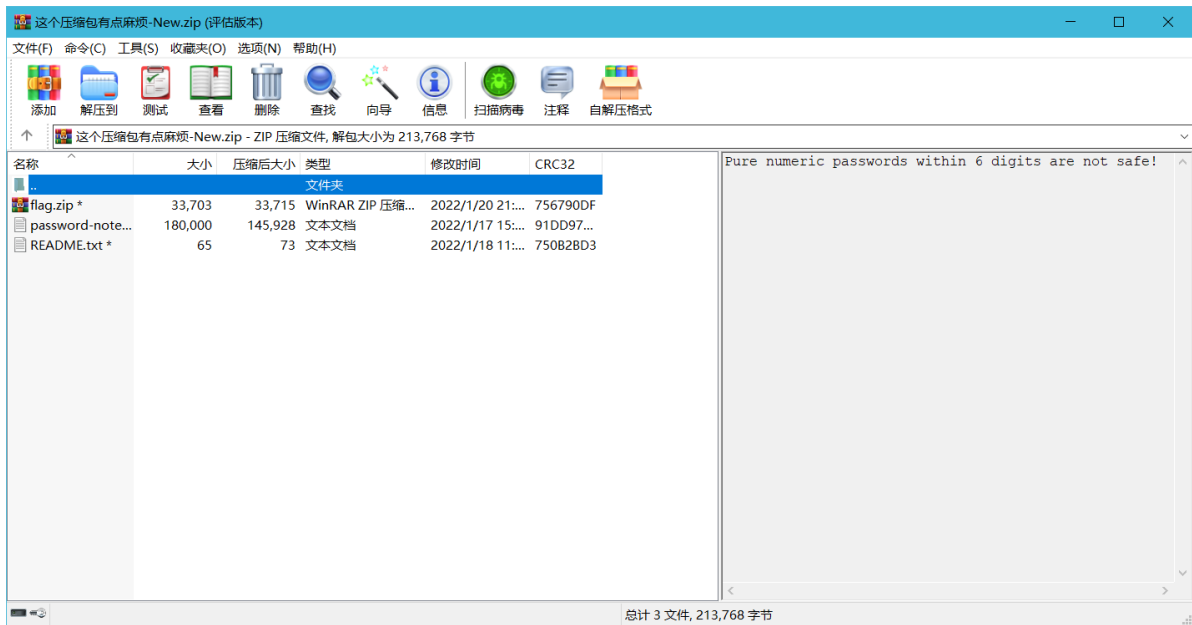 这个压缩包有点麻烦-New.zip (评估版本)
文件(F) 命令(C) 工具(S) 收藏夹(O) 选项(N) 帮助(H)
添加 解压到 测试 查看 删除 查找 向导 信息 扫描病毒 注释 自解压格式
这个压缩包有点麻烦-New.zip - ZIP 压缩文件, 解包大小为 213,768 字节
名称 大小 压缩后大小 类型 修改时间 CRC32
.. 文件夹
flag.zip * 33,703 33,715 WinRAR ZIP 压缩... 2022/1/20 21:... 756790DF
password-note... 180,000 145,928 文本文档 2022/1/17 15:... 91DD97...
README.txt * 65 73 文本文档 2022/1/18 11:... 750B2BD3
Pure numeric passwords within 6 digits are not safe!
总计 3 文件, 213,768 字节